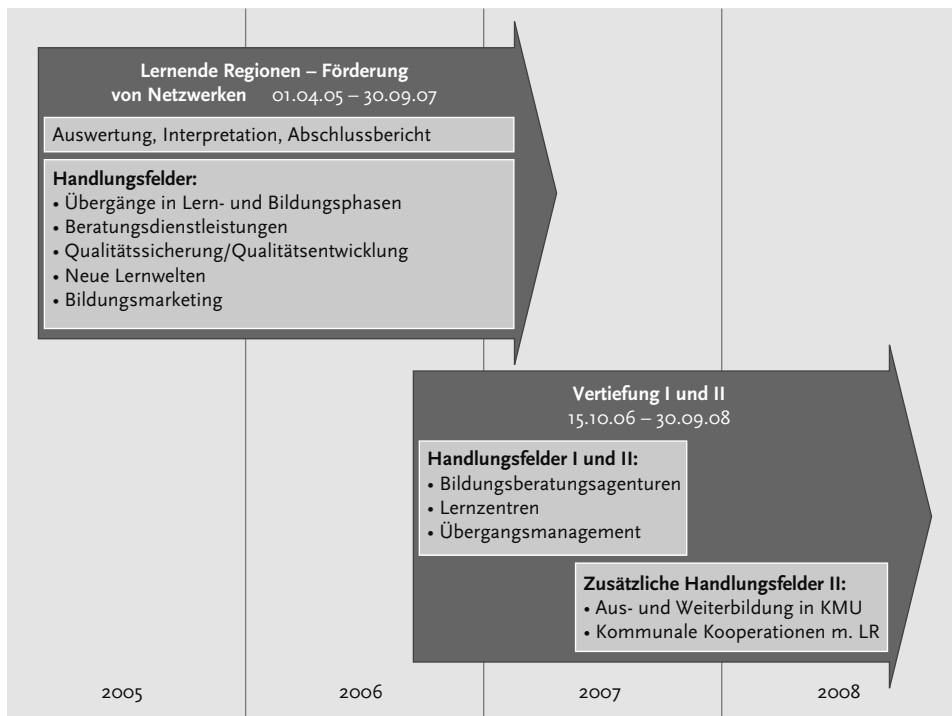 Lernende Regionen – Förderung
von Netzwerken 01.04.05 – 30.09.07
Auswertung, Interpretation, Abschlussbericht
Handlungsfelder:
• Übergänge in Lern- und Bildungsphasen
• Beratungsdienstleistungen
• Qualitätssicherung/Qualitätsentwicklung
• Neue Lernwelten
• Bildungsmarketing
Vertiefung I und II
15.10.06 – 30.09.08
Handlungsfelder I und II:
• Bildungsberatungsagenturen
• Lernzentren
• Übergangsmanagement
Zusätzliche Handlungsfelder II:
• Aus- und Weiterbildung in KMU
• Kommunale Kooperationen m. LR
2005 2006 2007 2008